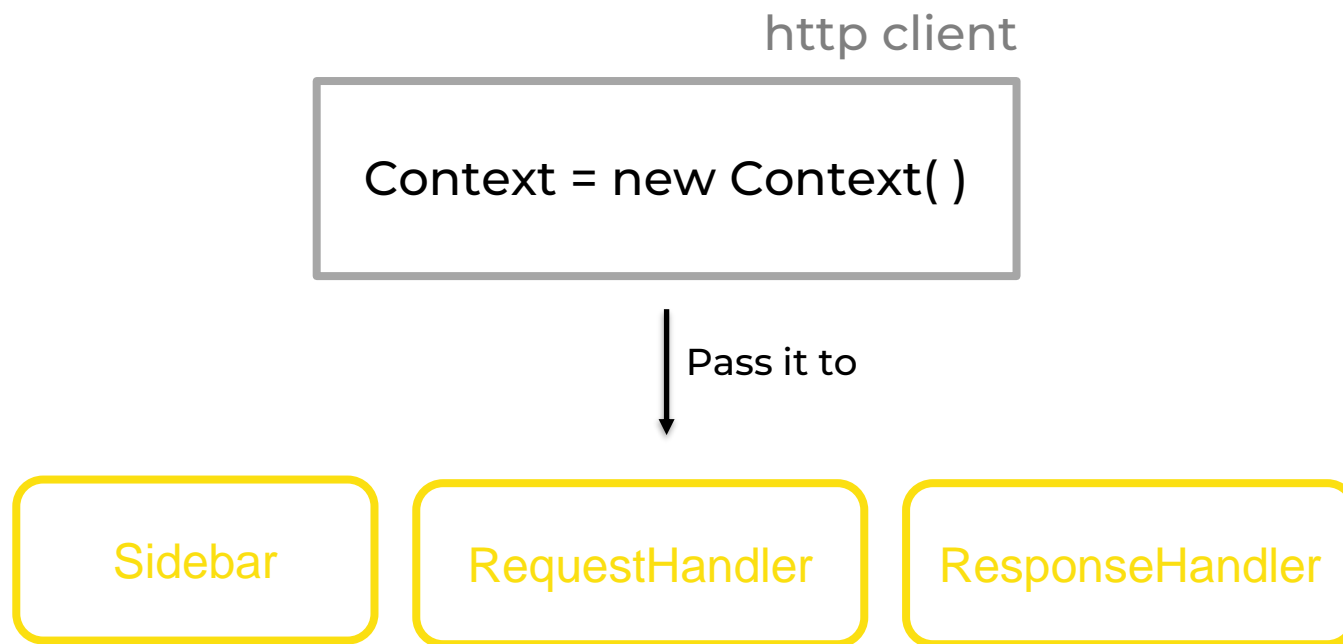 http client
Context = new Context( )
Pass it to
Sidebar
RequestHandler
ResponseHandler